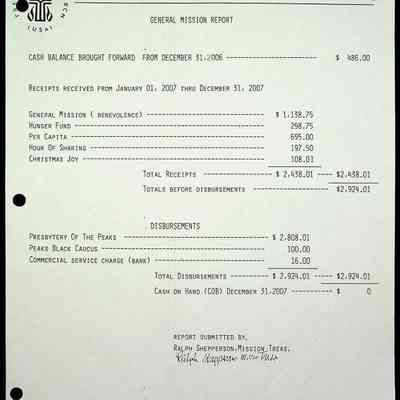 (USA)
GENERAL MISSION REPORT
CASH BALANCE BROUGHT FORWARD FROM DECEMBER 31,2006 ---------------------- $ 486.00
RECEIPTS RECEIVED FROM JANUARY 01, 2007 THRU DECEMBER 31, 2007
GENERAL MISSION ( BENEVOLENCE) ------------------------------ $ 1,138.75
HUNGER FUND ------------------------------------------------ 298.75
PER CAPITA ------------------------------------------------- 695.00
HOUR OF SHARING -------------------------------------------- 197.50
CHRISTMAS JOY ---------------------------------------------- 108.01
TOTAL RECEIPTS ---------------- $ 2,438.01 ---- $2,438.01
TOTALS BEFORE DISBURSEMENTS ------------ $2,924.01
DISBURSEMENTS
PRESBYTERY OF THE PEAKS ------------------------------------ $ 2,808.01
PEAKS BLACK CAUCUS ----------------------------------------- 100.00
COMMERCIAL SERVICE CHARGE (BANK) --------------------------- 16.00
TOTAL DISBURSEMENTS ----------- $ 2,924.01 ---- $2,924.01
CASH ON HAND (COB) DECEMBER 31,2007 ----------- $ 0
REPORT SUBMITTED BY,
RALPH SHEPPERSON,MISSION TREAS.
Ralph Shepperson